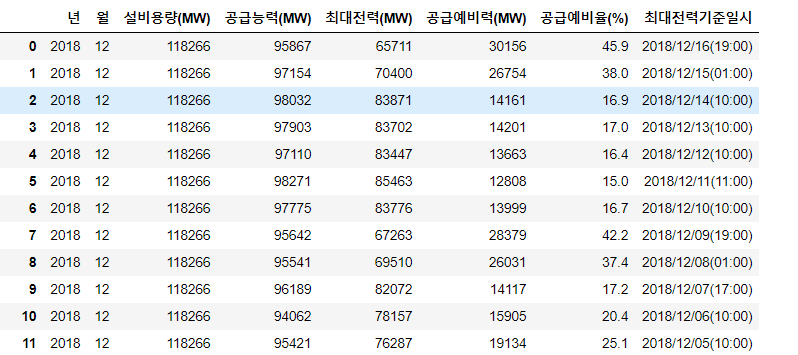 년 월 설비용량(MW) 공급능력(MW) 최대전력(MW) 공급예비력(MW) 공급예비율(%) 최대전력기준일시
0 2018 12 118266 95867 65711 30156 45.9 2018/12/16(19:00)
1 2018 12 118266 97154 70400 26754 38.0 2018/12/15(01:00)
2 2018 12 118266 98032 83871 14161 16.9 2018/12/14(10:00)
3 2018 12 118266 97903 83702 14201 17.0 2018/12/13(10:00)
4 2018 12 118266 97110 83447 13663 16.4 2018/12/12(10:00)
5 2018 12 118266 98271 85463 12808 15.0 2018/12/11(11:00)
6 2018 12 118266 97775 83776 13999 16.7 2018/12/10(10:00)
7 2018 12 118266 95642 67263 28379 42.2 2018/12/09(19:00)
8 2018 12 118266 95541 69510 26031 37.4 2018/12/08(01:00)
9 2018 12 118266 96189 82072 14117 17.2 2018/12/07(17:00)
10 2018 12 118266 94062 78157 15905 20.4 2018/12/06(10:00)
11 2018 12 118266 95421 76287 19134 25.1 2018/12/05(10:00)